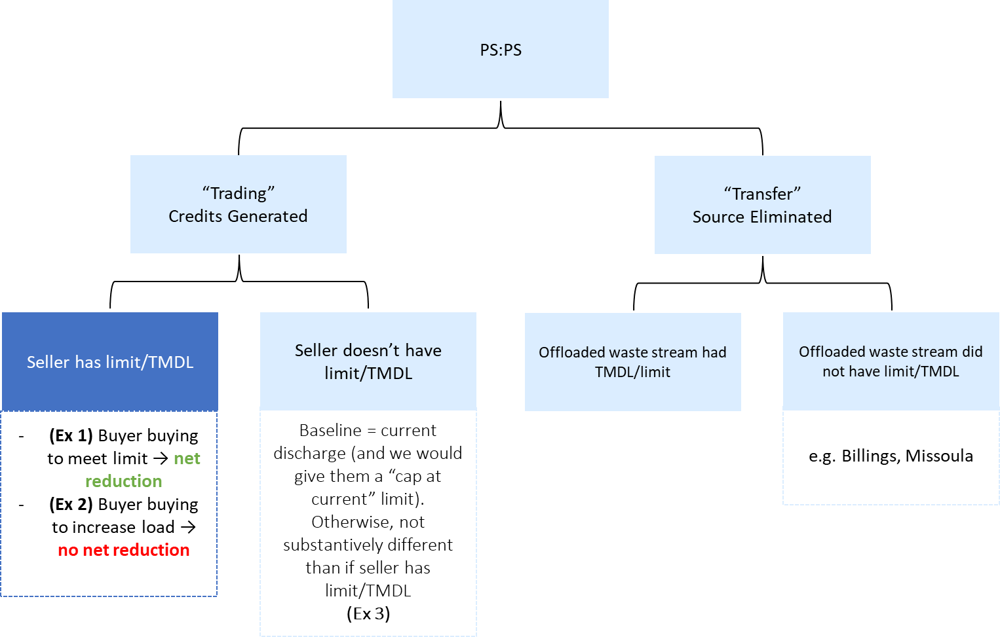 PS:PS
“Trading”
Credits Generated
“Transfer”
Source Eliminated
Seller has limit/TMDL
Seller doesn’t have
limit/TMDL
Offloaded waste stream had
TMDL/limit
Offloaded waste stream did
not have limit/TMDL
- (Ex 1) Buyer buying
to meet limit → net
reduction
- (Ex 2) Buyer buying
to increase load →
no net reduction
Baseline = current
discharge (and we would
give them a “cap at
current” limit).
Otherwise, not
substantively different
than if seller has
limit/TMDL
(Ex 3)
e.g. Billings, Missoula